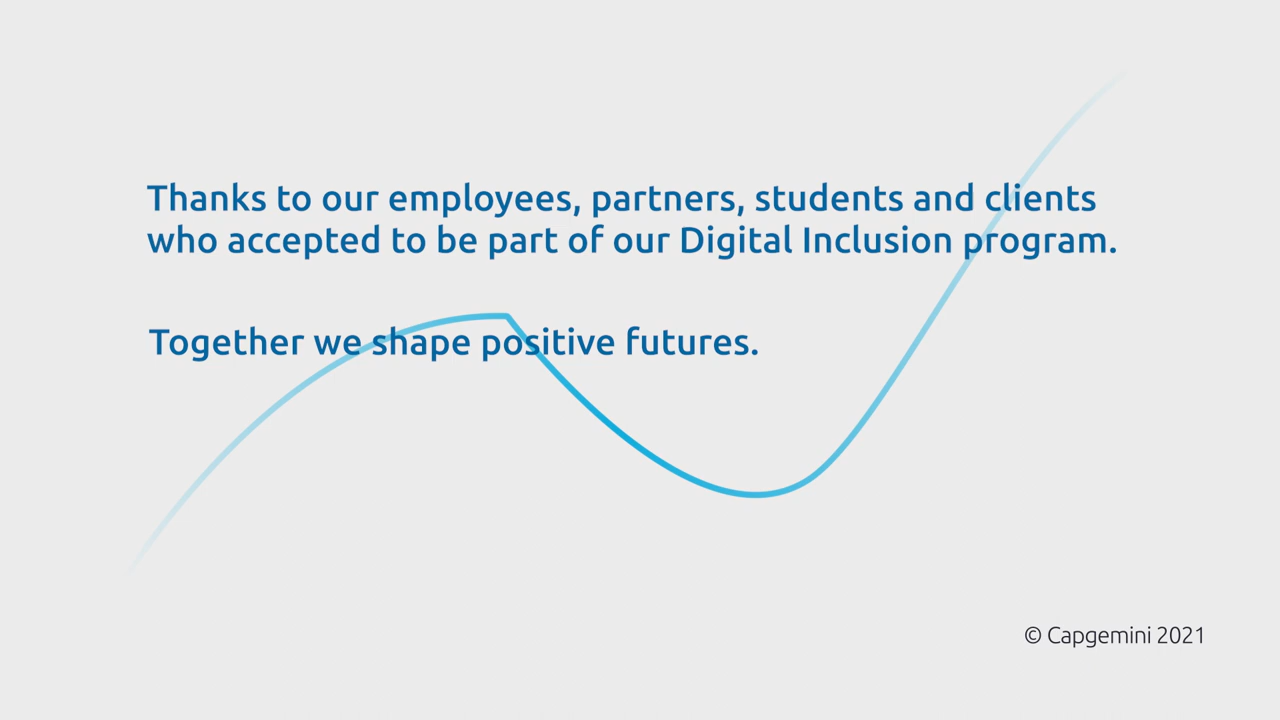 Thanks to our employees, partners, students and clients
who accepted to be part of our Digital Inclusion program.
Together we shape positive futures.
© Capgemini 2021